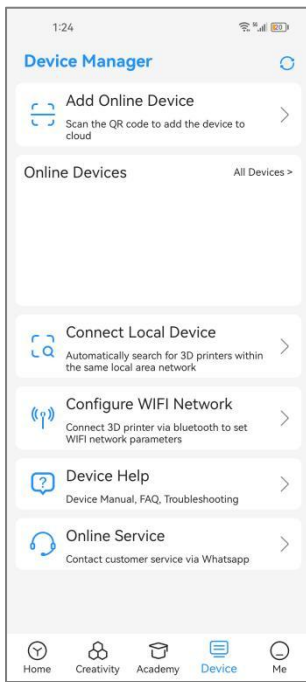 1:24
Device Manager
Add Online Device
Scan the QR code to add the device to
cloud
Online Devices All Devices >
Connect Local Device
Automatically search for 3D printers within
the same local area network
Configure WIFI Network
Connect 3D printer via bluetooth to set
WIFI network parameters
Device Help
Device Manual, FAQ, Troubleshooting
Online Service
Contact customer service via Whatsapp
Home Creativity Academy Device Me